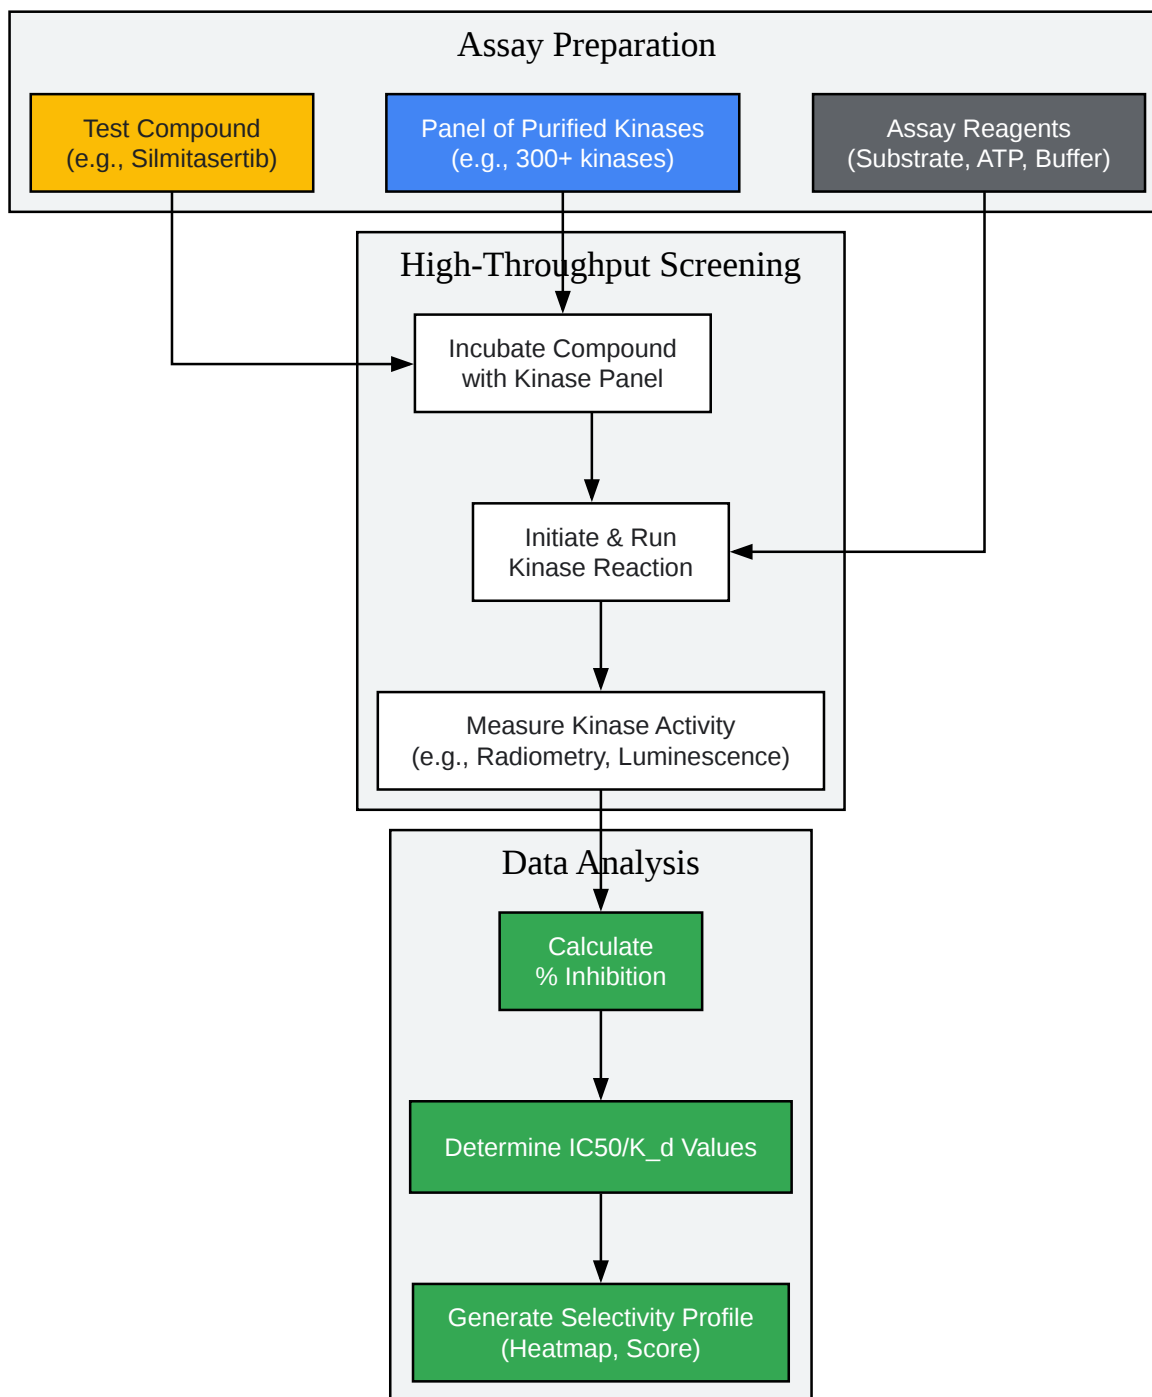 Assay Preparation
Test Compound
(e.g., Silmitasertib)
Panel of Purified Kinases
(e.g., 300+ kinases)
Assay Reagents
(Substrate, ATP, Buffer)
High-Throughput Screening
Incubate Compound
with Kinase Panel
Initiate & Run
Kinase Reaction
Measure Kinase Activity
(e.g., Radiometry, Luminescence)
Data Analysis
Calculate
% Inhibition
Determine IC50/K_d Values
Generate Selectivity Profile
(Heatmap, Score)